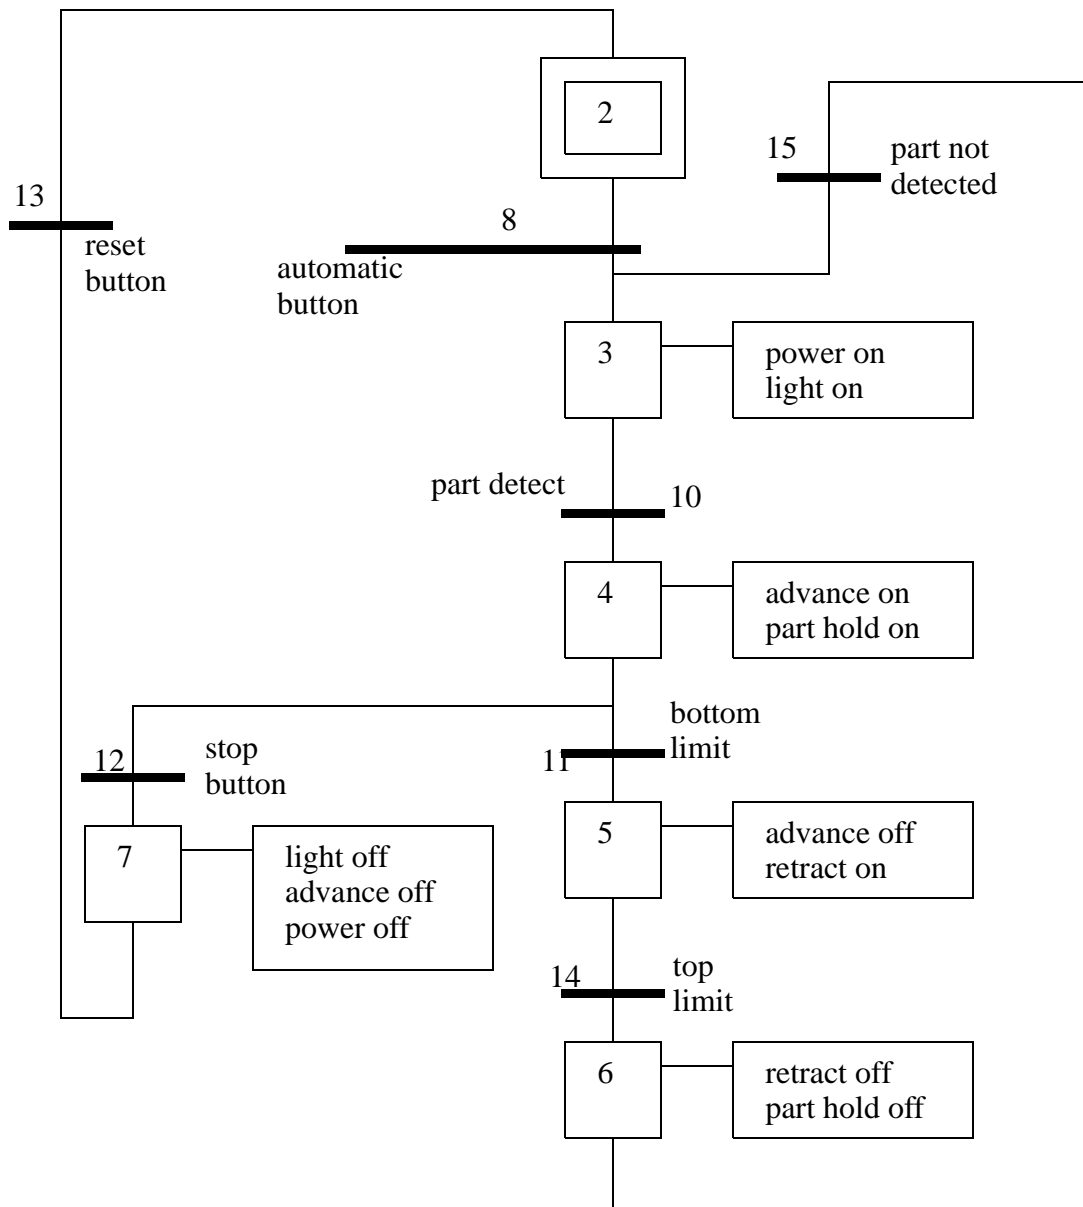 2
15
part not
detected
13
reset
button
8
automatic
button
3
power on
light on
part detect
10
4
advance on
part hold on
bottom
limit
11
12
stop
button
5
advance off
retract on
7
light off
advance off
power off
14
top
limit
6
retract off
part hold off